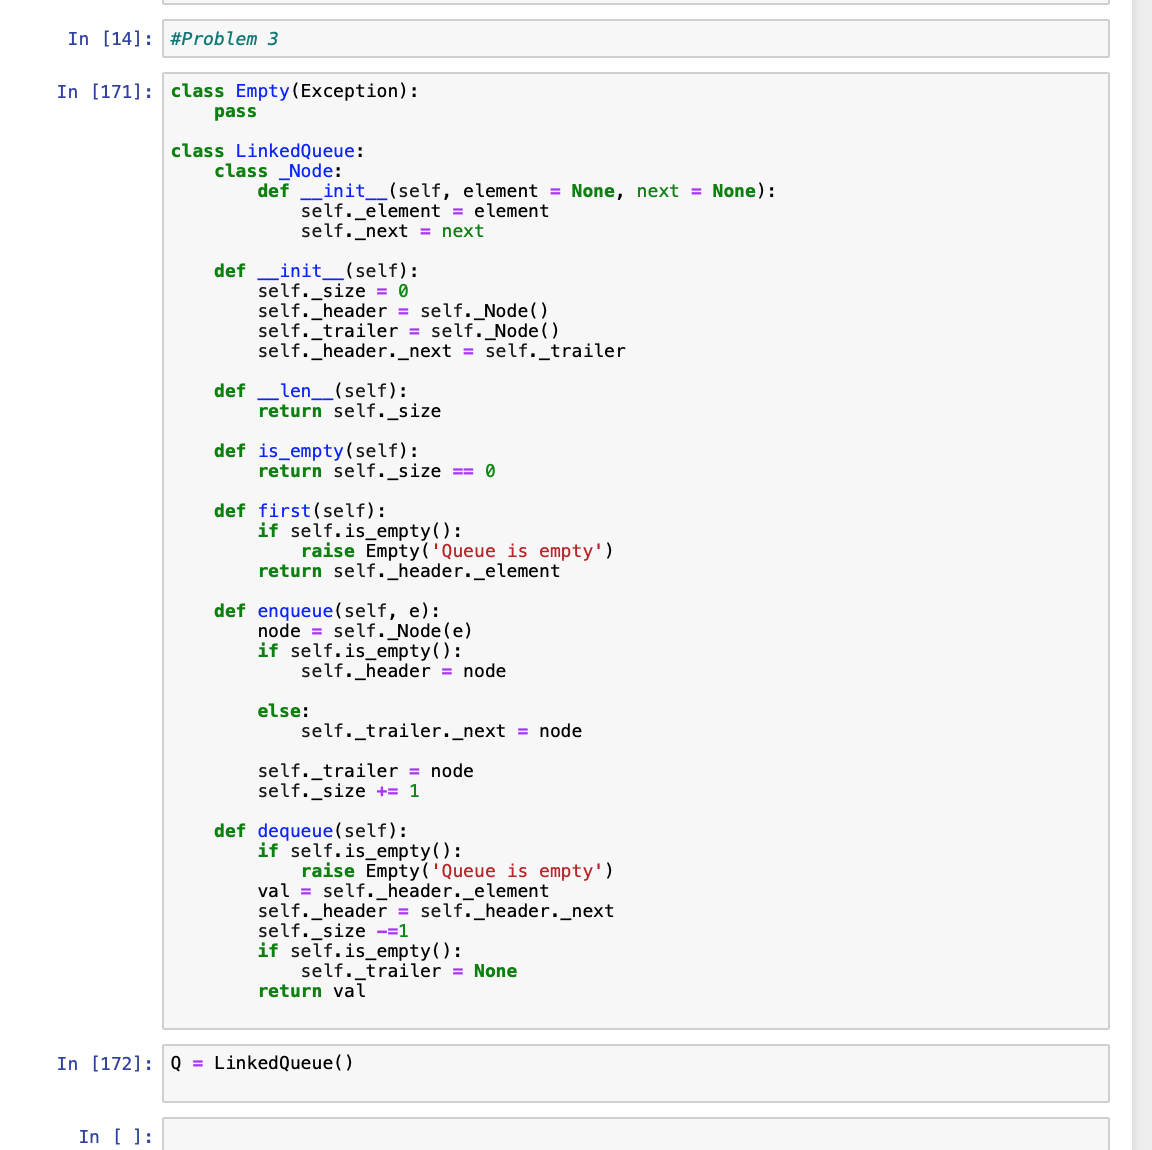 In [14]: #Problem 3
In [171]: class Empty(Exception):
    pass

class LinkedQueue:
    class _Node:
        def __init__(self, element = None, next = None):
            self._element = element
            self._next = next

    def __init__(self):
        self._size = 0
        self._header = self._Node()
        self._trailer = self._Node()
        self._header._next = self._trailer

    def __len__(self):
        return self._size

    def is_empty(self):
        return self._size == 0

    def first(self):
        if self.is_empty():
            raise Empty('Queue is empty')
        return self._header._element

    def enqueue(self, e):
        node = self._Node(e)
        if self.is_empty():
            self._header = node

        else:
            self._trailer._next = node

        self._trailer = node
        self._size += 1

    def dequeue(self):
        if self.is_empty():
            raise Empty('Queue is empty')
        val = self._header._element
        self._header = self._header._next
        self._size -=1
        if self.is_empty():
            self._trailer = None
        return val

In [172]: Q = LinkedQueue()
In [ ]: